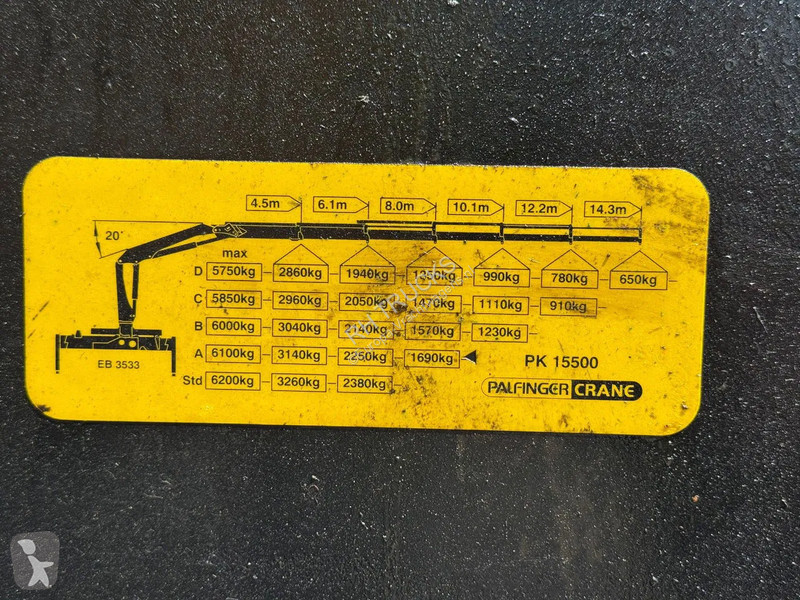 4.5m 6.1m 8.0m 10.1m 12.2m 14.3m
20°
max
D 5750kg 2860kg 1940kg 1350kg 990kg 780kg 650kg
C 5850kg 2960kg 2050kg 1470kg 1110kg 910kg
B 6000kg 3040kg 2140kg 1570kg 1230kg
A 6100kg 3140kg 2250kg 1690kg
Std 6200kg 3260kg 2380kg
EB 3533
PK 15500
PALFINGER CRANE